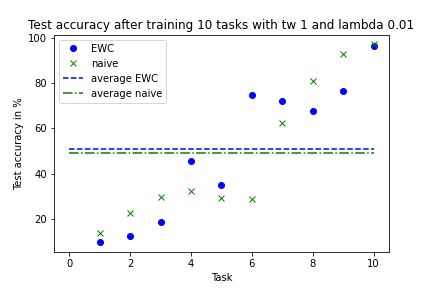 Test accuracy after training 10 tasks with tw 1 and lambda 0.01
100
80
60
40
20
Test accuracy in %
EWC
naive
average EWC
average naive
0 2 4 6 8 10
Task